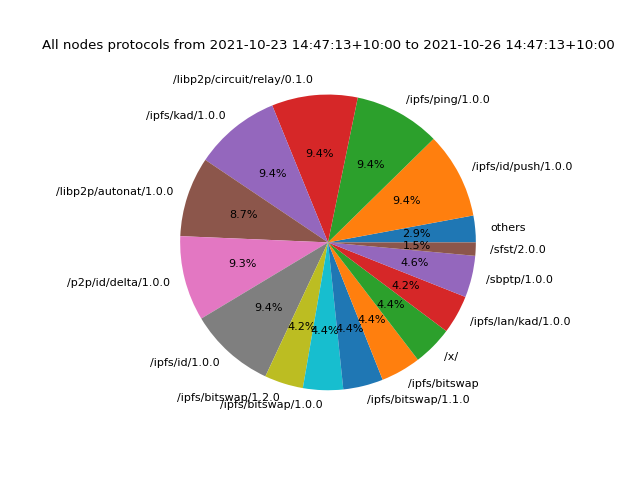 All nodes protocols from 2021-10-23 14:47:13+10:00 to 2021-10-26 14:47:13+10:00
/libp2p/circuit/relay/0.1.0
/ipfs/ping/1.0.0
/ipfs/kad/1.0.0
9.4%
9.4%
9.4%
/ipfs/id/push/1.0.0
/libp2p/autonat/1.0.0
8.7%
9.4%
others
2.9%
1.5%
/sfst/2.0.0
/p2p/id/delta/1.0.0
9.3%
4.6%
/sbptp/1.0.0
4.2%
9.4%
4.4%
/ipfs/lan/kad/1.0.0
4.2%
4.4%
4.4%
4.4%
/x/
/ipfs/id/1.0.0
/ipfs/bitswap
/ipfs/bitswap/1.2.0
/ipfs/bitswap/1.0.0
/ipfs/bitswap/1.1.0